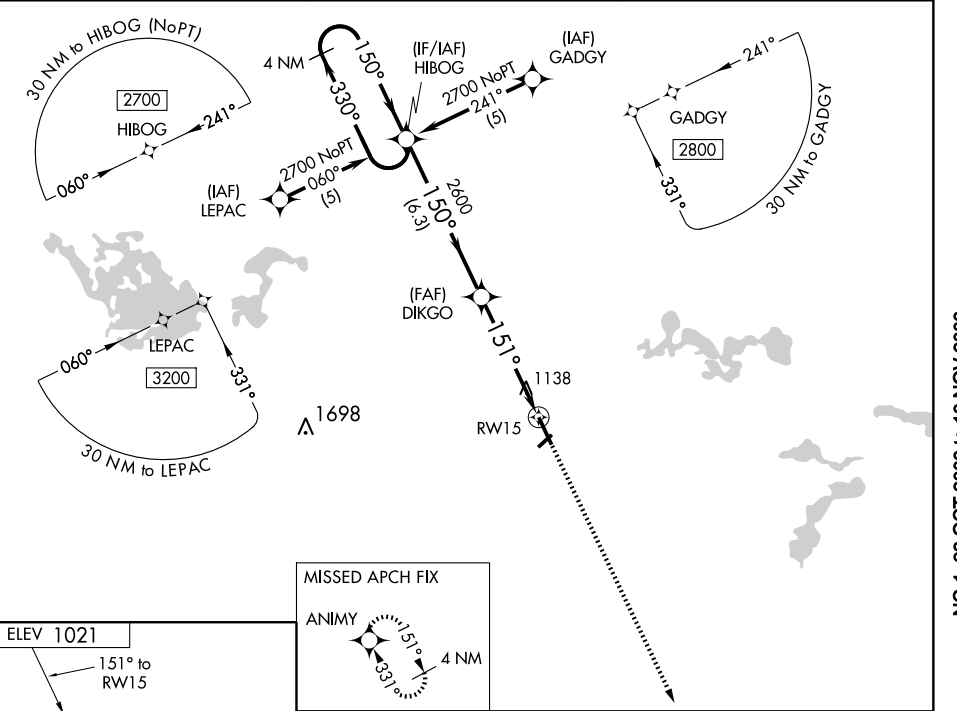 30 NM to HIBOG (NoPT)
2700
HIBOG
241°
060°
4 NM
150°
330°
(IF/IAF)
HIBOG
(IAF)
GADGY
2700 NoPT
241°
(5)
2700 NoPT
060°
(5)
(IAF)
LEPAC
2600
150°
(6.3)
241°
GADGY
2800
331°
30 NM to GADGY
(FAF)
DIKGO
151°
1138
RW15
060°
LEPAC
3200
331°
30 NM to LEPAC
1698
MISSED APCH FIX
ANIMY
151°
331°
4 NM
ELEV 1021
151° to
RW15